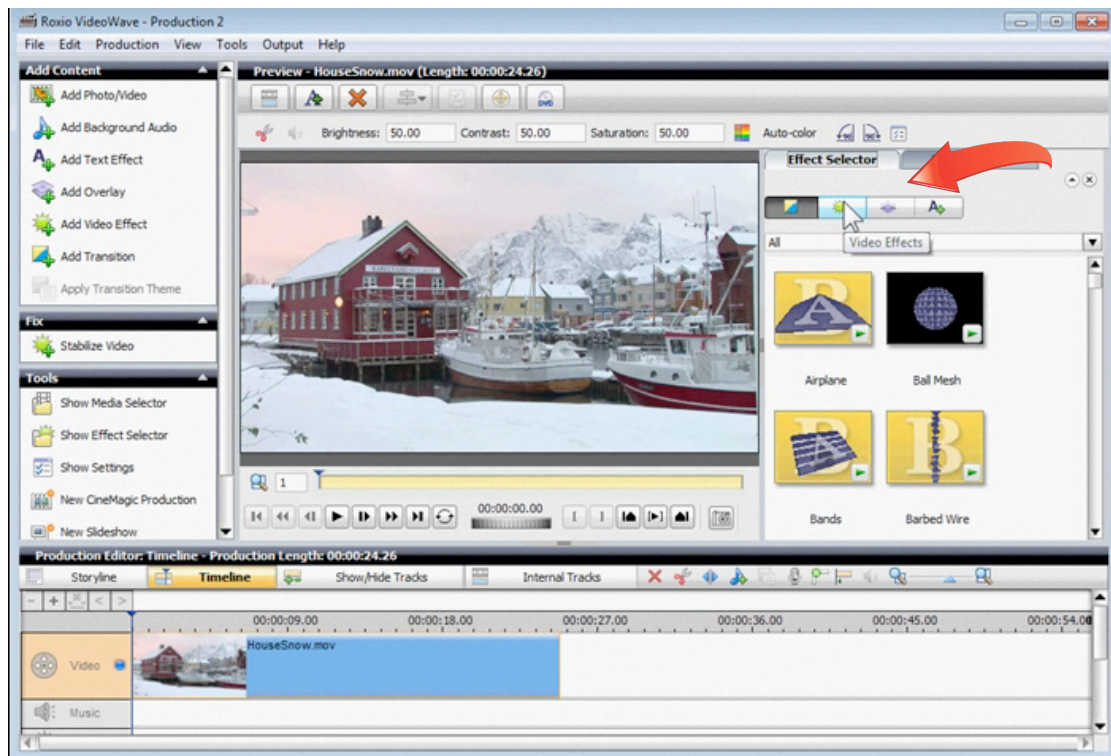 Roxio VideoWave - Production 2
File Edit Production View Tools Output Help
Add Content
Add Photo/Video
Add Background Audio
Add Text Effect
Add Overlay
Add Video Effect
Add Transition
Apply Transition Theme
Fix
Stabilize Video
Tools
Show Media Selector
Show Effect Selector
Show Settings
New CineMagic Production
New Slideshow
Preview - HouseSnow.mov (Length: 00:00:24.26)
DVD
Brightness: 50.00 Contrast: 50.00 Saturation: 50.00 Auto-color 90 90
Effect Selector
Video Effects
All
Airplane Ball Mesh
Bands Barbed Wire
1
00:00:00.00
Production Editor: Timeline - Production Length: 00:00:24.26
Storyline Timeline Show/Hide Tracks Internal Tracks
00:00:09.00 00:00:18.00 00:00:27.00 00:00:36.00 00:00:45.00 00:00:54.00
Video HouseSnow.mov
Music